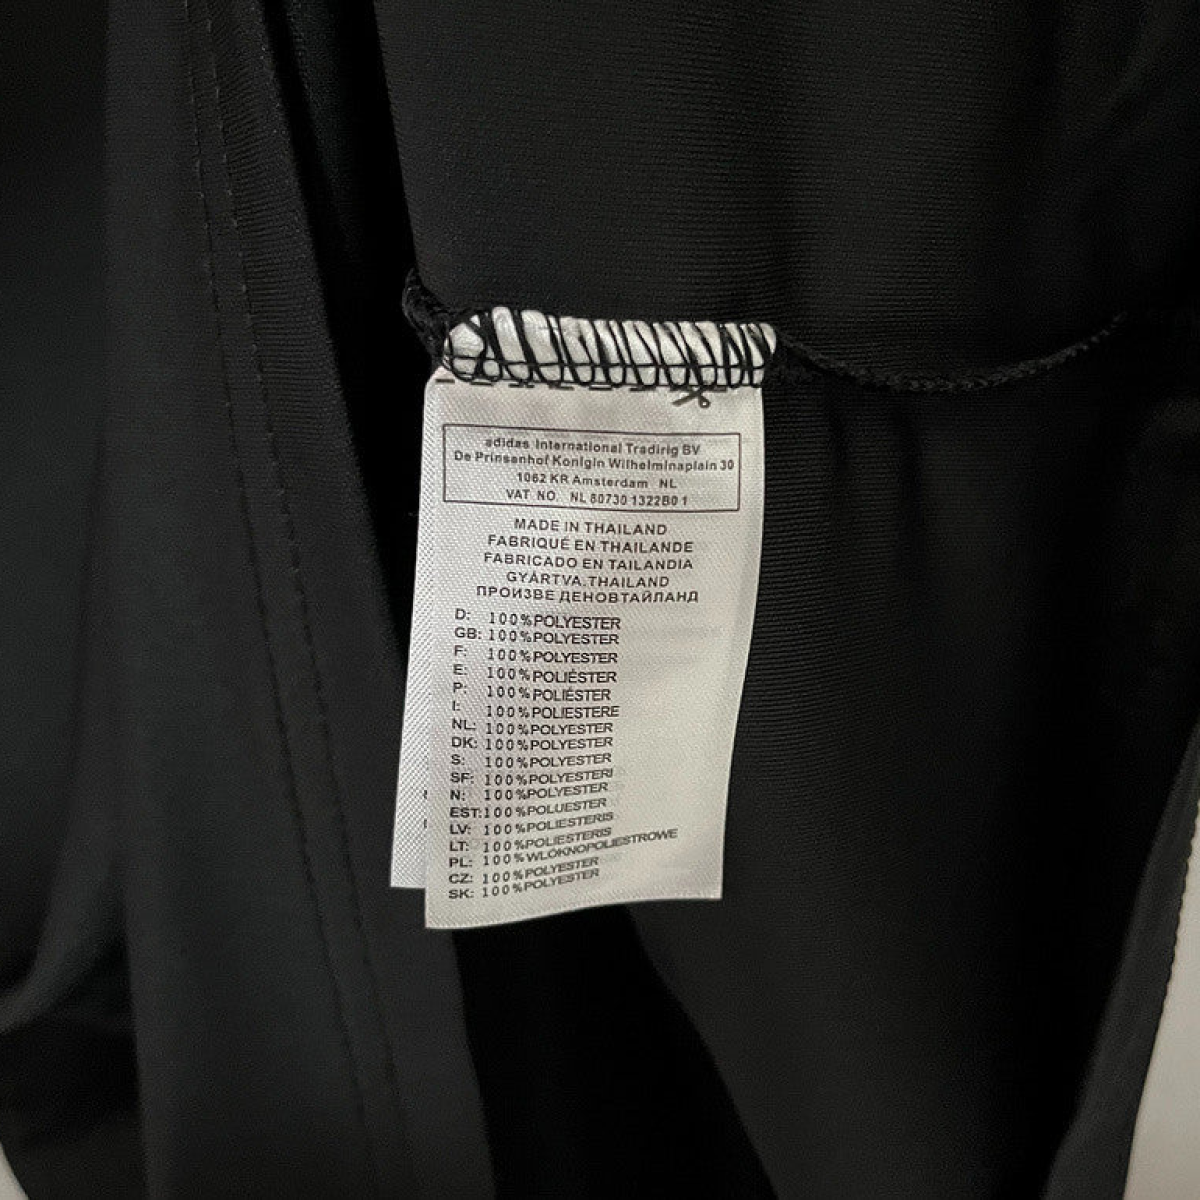 adidas International Tradirig BV
De Prinsenhof Konlgin Wilhelminaplain 30
1062 KR Amsterdam NL
VAT NO. NL 80730 1322B0 1
MADE IN THAILAND
FABRIQUÉ EN THAILANDE
FABRICADO EN TAILANDIA
GYÁRTVA.THAILAND
ПРОИЗВЕ ДЕНОВТАЙЛАНД
D: 100%POLYESTER
GB: 100%POLYESTER
F: 100%POLYESTER
E: 100%POLIÉSTER
P: 100%POLIÉSTER
I: 100%POLIESTERE
NL: 100%POLYESTER
DK: 100%POLYESTER
S: 100%POLYESTER
SF: 100%POLYESTERI
N: 100%POLYESTER
EST:100%POLUESTER
LV: 100%POLIESTERIS
LT: 100%POLIESTERIS
PL: 100%WLÓKNOPOLIESTROWE
CZ: 100%POLYESTER
SK: 100%POLYESTER